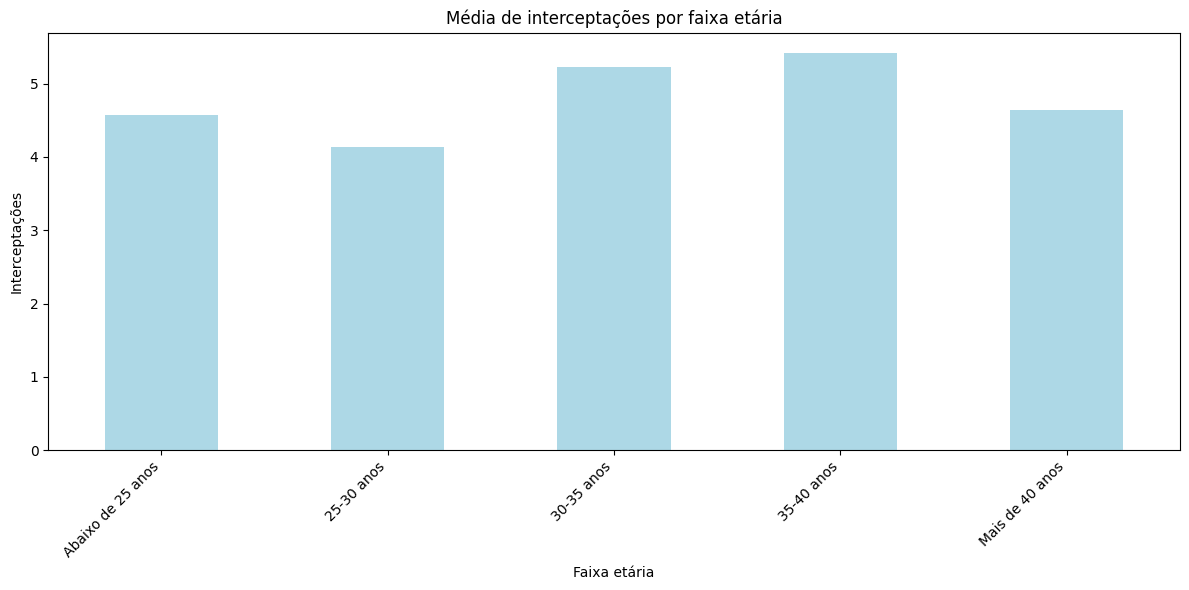 Média de interceptações por faixa etária
Interceptações
5
4
3
2
1
0
Abaixo de 25 anos
25-30 anos
30-35 anos
35-40 anos
Mais de 40 anos
Faixa etária